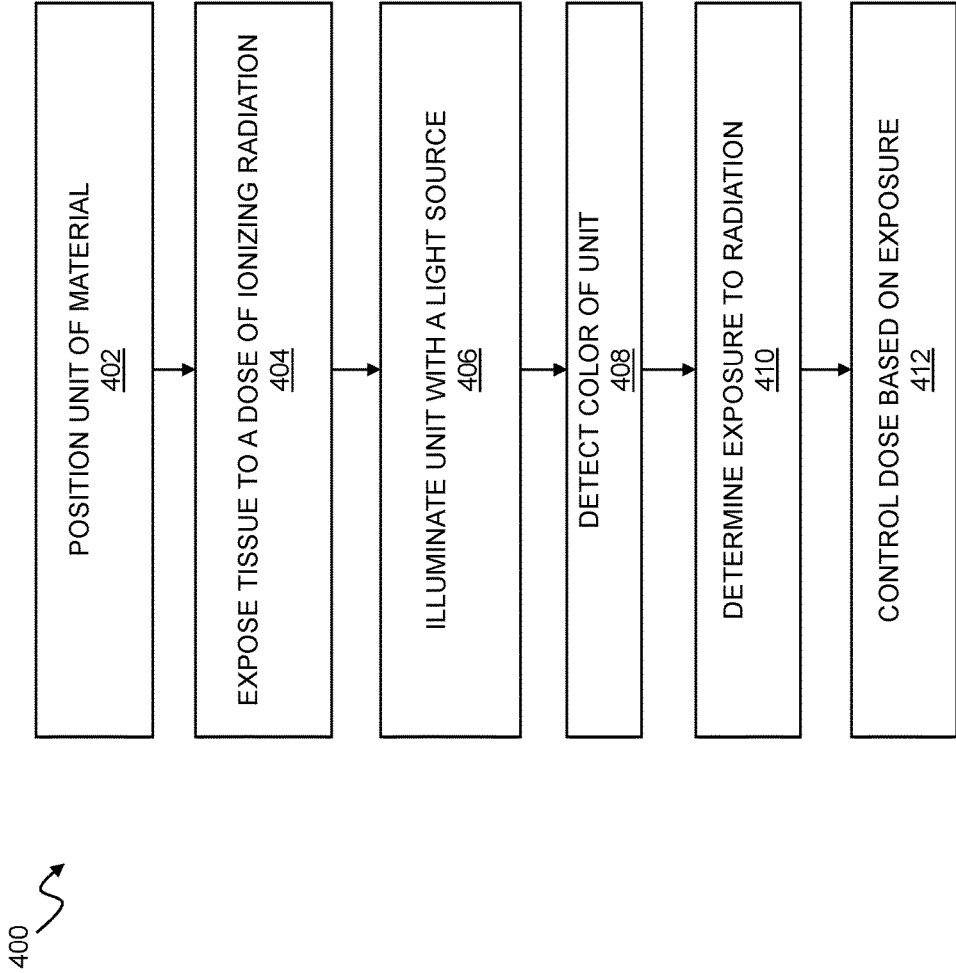 400
POSITION UNIT OF MATERIAL
402
EXPOSE TISSUE TO A DOSE OF IONIZING RADIATION
404
ILLUMINATE UNIT WITH A LIGHT SOURCE
406
DETECT COLOR OF UNIT
408
DETERMINE EXPOSURE TO RADIATION
410
CONTROL DOSE BASED ON EXPOSURE
412